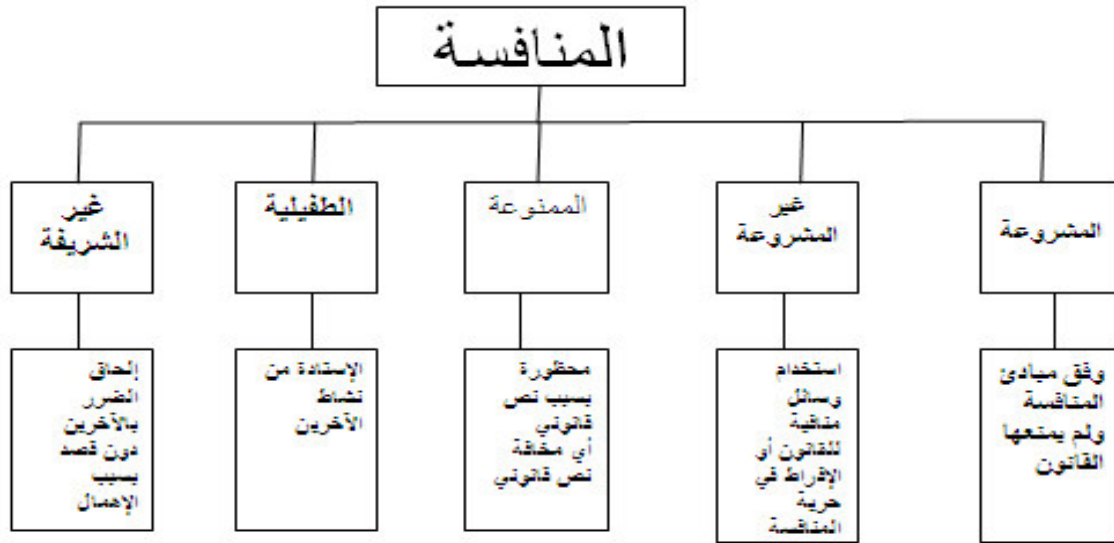 المنافسة
المشروعة
غير
المشروعة
الممنوعة
الطفيلية
غير
الشريفة
وفق مبادئ
المنافسة
ولم يمنعها
القانون
استخدام
وسائل
منافية
للقانون أو
الإفراط في
حرية
المنافسة
محظورة
بسبب نص
قانوني
أي مخافة
نص قانوني
الإستادة من
نشاط
الآخرين
إلحاق
الضرر
بالآخرين
دون قصد
بسبب
الإهمال